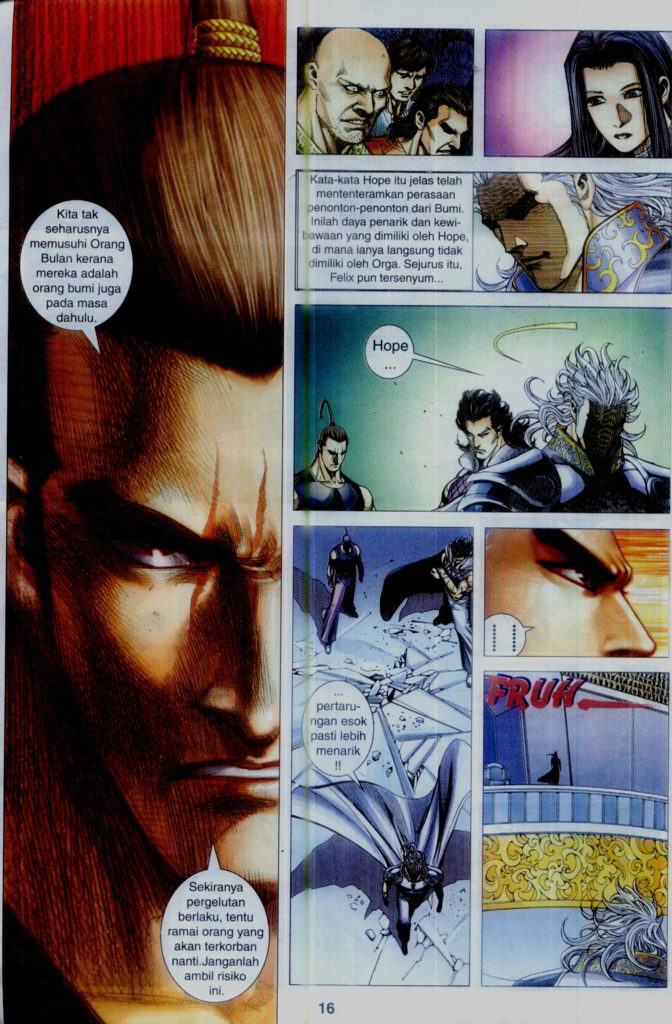 Kita tak
seharusnya
memusuhi Orang
Bulan kerana
mereka adalah
orang bumi juga
pada masa
dahulu.
Sekiranya
pergelutan
berlaku, tentu
ramai orang yang
akan terkorban
nanti.Janganlah
ambil risiko
ini.
Kata-kata Hope itu jelas telah
mententeramkan perasaan
penonton-penonton dari Bumi.
Inilah daya penarik dan kewi-
bawaan yang dimiliki oleh Hope,
di mana ianya langsung tidak
dimiliki oleh Orga. Sejurus itu,
Felix pun tersenyum...
Hope
...
...
pertaru-
ngan esok
pasti lebih
menarik
!!
FRUH
16